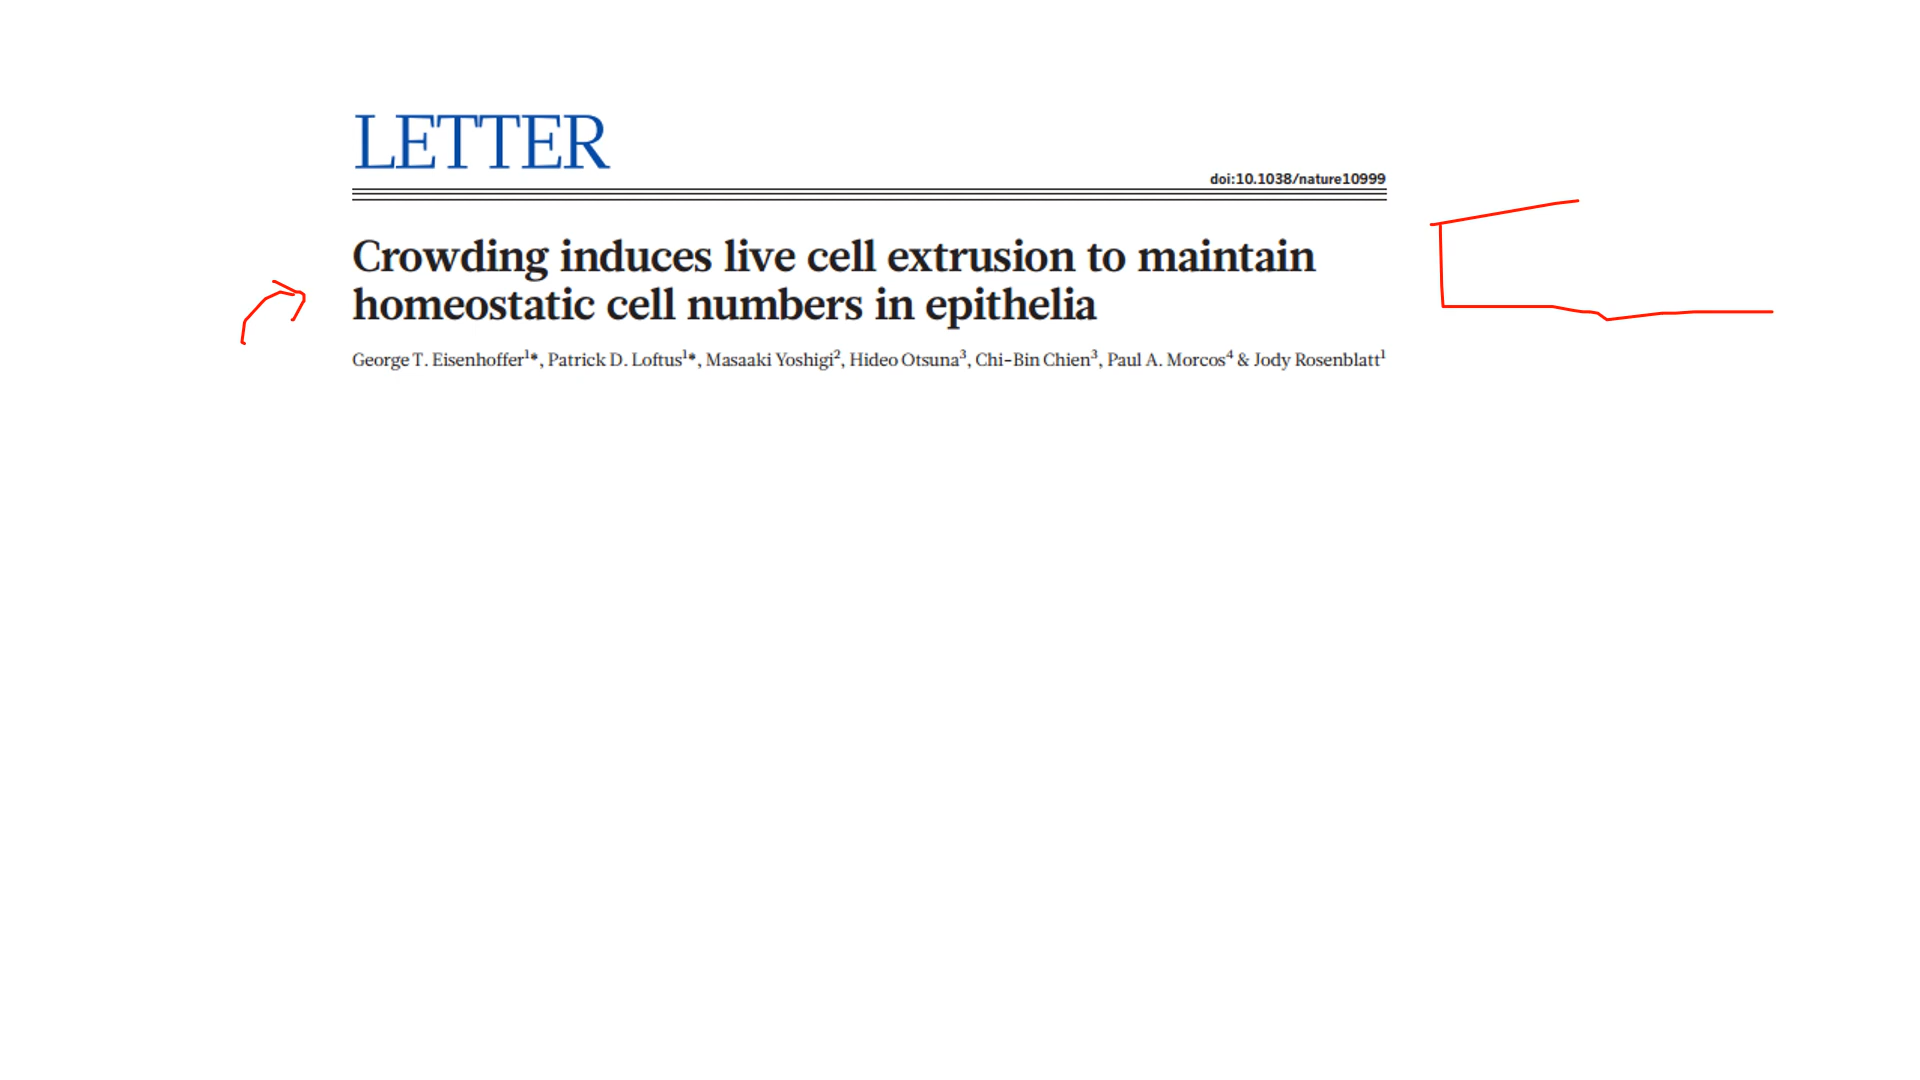 LETTER
doi:10.1038/nature10999
Crowding induces live cell extrusion to maintain
homeostatic cell numbers in epithelia
George T. Eisenhoffer1*, Patrick D. Loftus1*, Masaaki Yoshigi2, Hideo Otsuna3, Chi-Bin Chien3, Paul A. Morcos4 & Jody Rosenblatt1